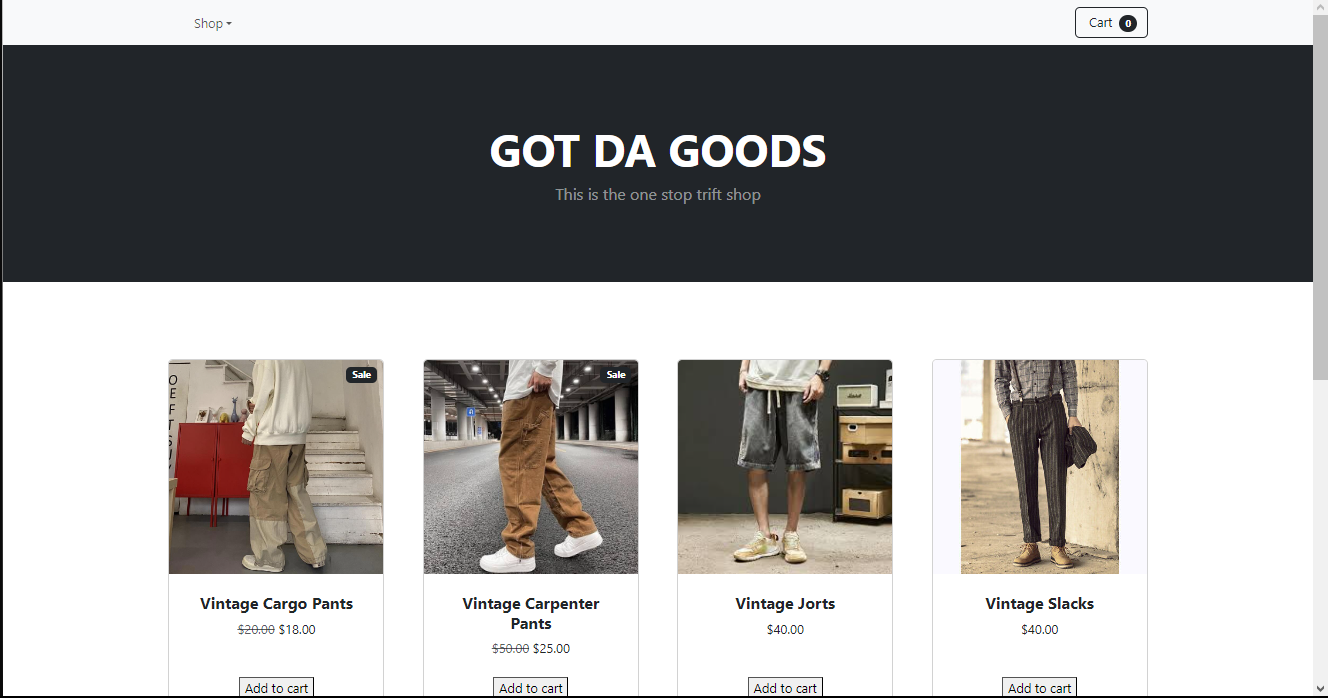 Shop
Cart 0
GOT DA GOODS
This is the one stop trift shop
Sale
Sale
Vintage Cargo Pants
$20.00 $18.00
Add to cart
Vintage Carpenter
Pants
$50.00 $25.00
Add to cart
Vintage Jorts
$40.00
Add to cart
Vintage Slacks
$40.00
Add to cart